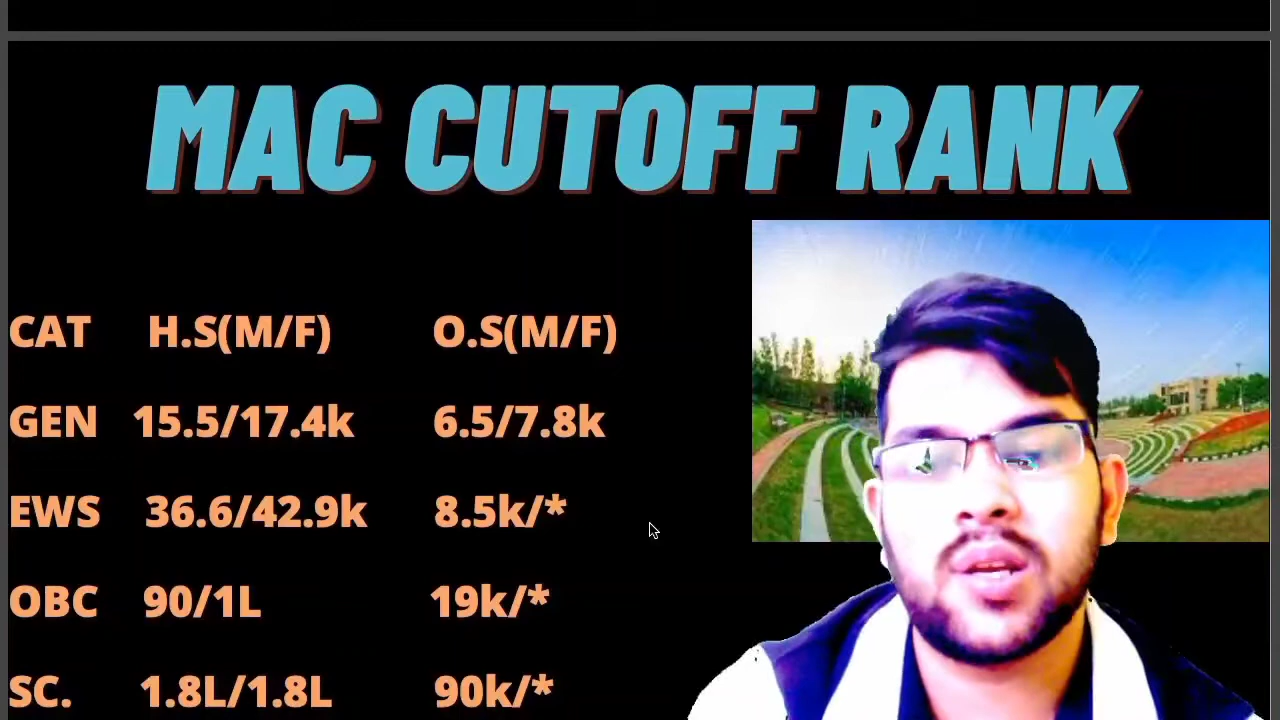 MAC CUTOFF RANK
CAT H.S(M/F) O.S(M/F)
GEN 15.5/17.4k 6.5/7.8k
EWS 36.6/42.9k 8.5k/*
OBC 90/1L 19k/*
SC. 1.8L/1.8L 90k/*